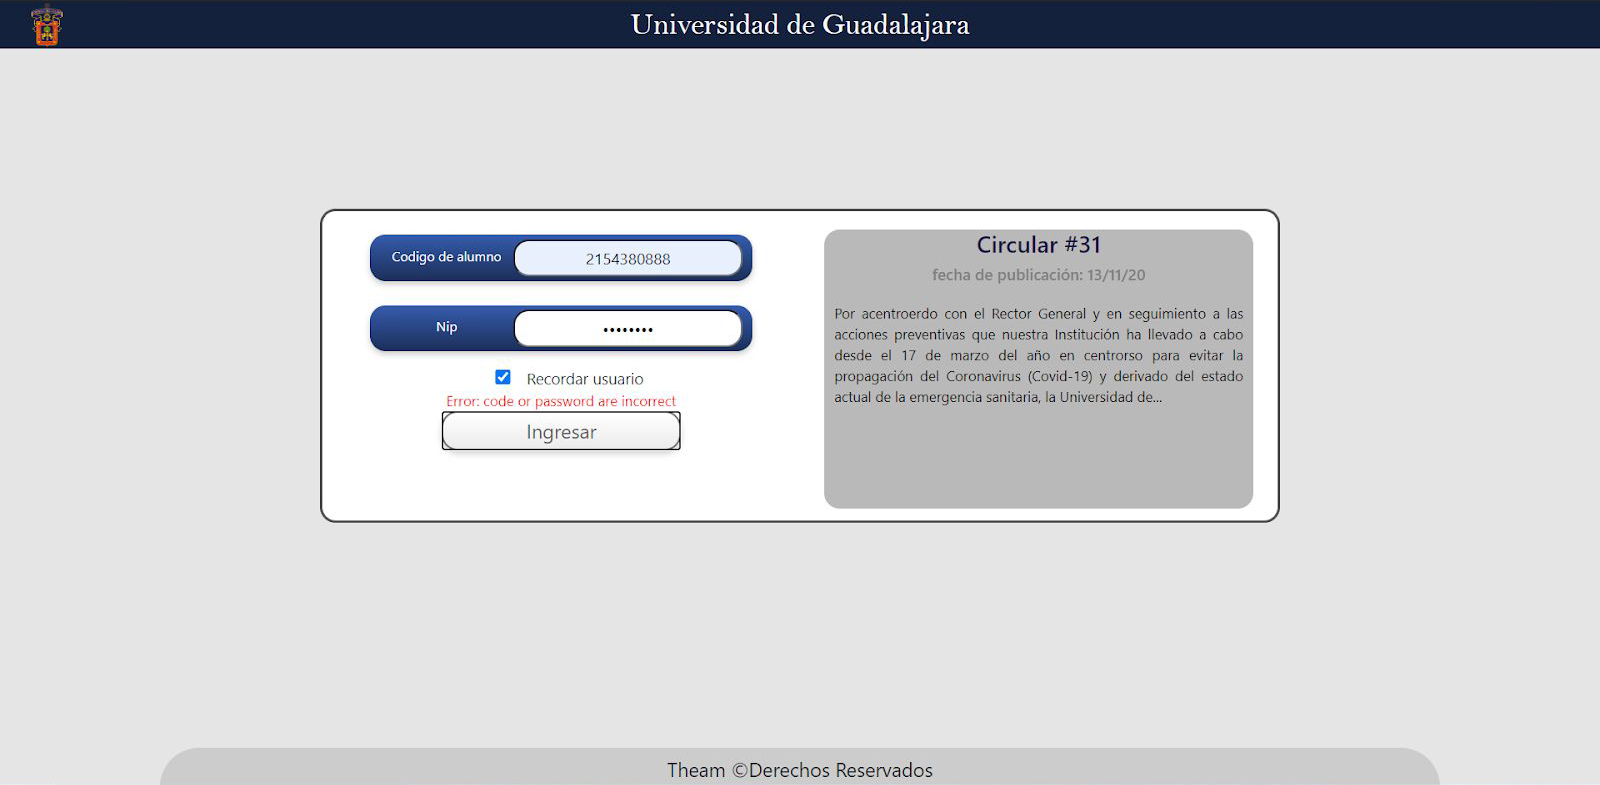 Universidad de Guadalajara
Codigo de alumno 2154380888
Nip ••••••••
Recordar usuario
Error: code or password are incorrect
Ingresar
Circular #31
fecha de publicación: 13/11/20
Por acentroerdo con el Rector General y en seguimiento a las
acciones preventivas que nuestra Institución ha llevado a cabo
desde el 17 de marzo del año en centrorso para evitar la
propagación del Coronavirus (Covid-19) y derivado del estado
actual de la emergencia sanitaria, la Universidad de...
Theam ©Derechos Reservados